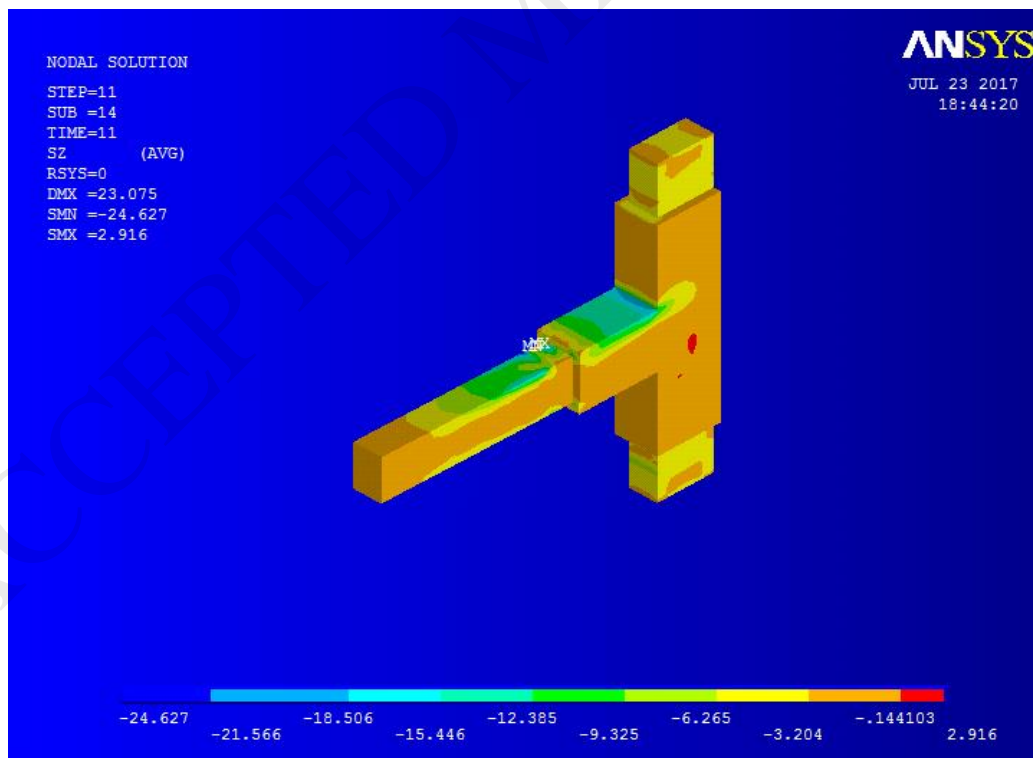 ACCEPTED M
NODAL SOLUTION
STEP=11
SUB =14
TIME=11
SZ (AVG)
RSYS=0
DMX =23.075
SMN =-24.627
SMX =2.916
ANSYS
JUL 23 2017
18:44:20
-24.627 -18.506 -12.385 -6.265 -.144103
-21.566 -15.446 -9.325 -3.204 2.916